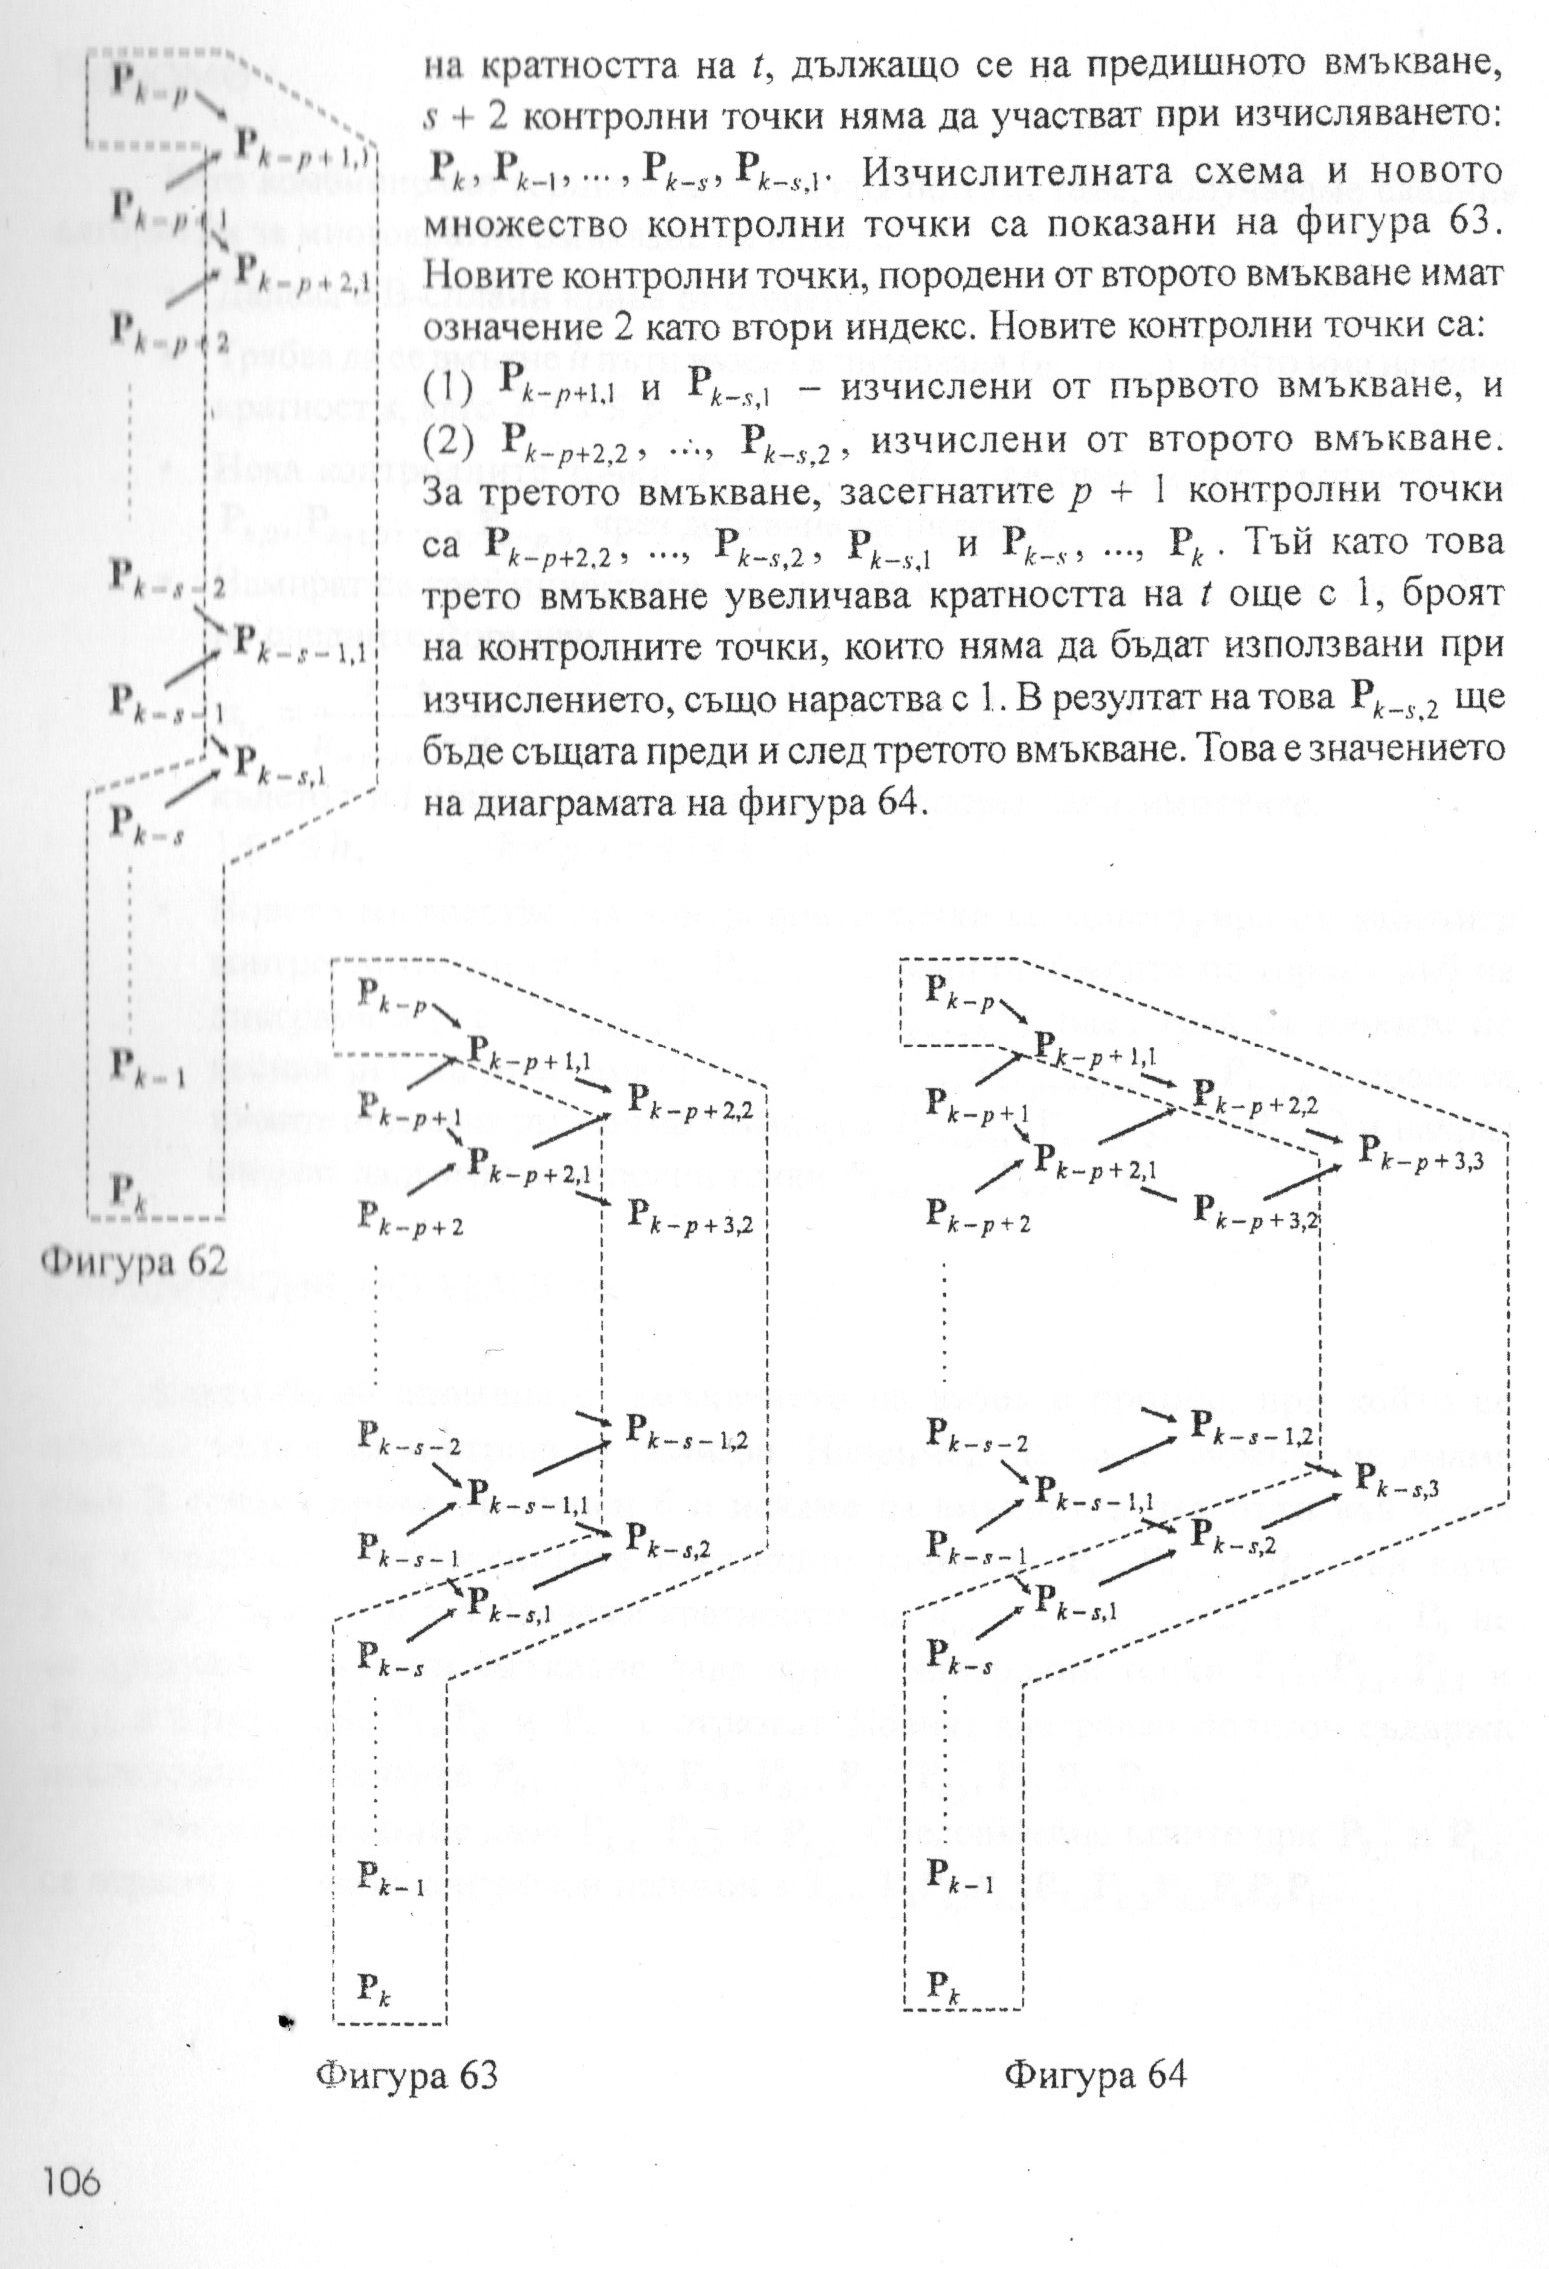 на кратността на t, дължащо се на предишното вмъкване,
s + 2 контролни точки няма да участват при изчисляването:
P_k, P_{k–1}, ... , P_{k–s}, P_{k–s,1}. Изчислителната схема и новото
множество контролни точки са показани на фигура 63.
Новите контролни точки, породени от второто вмъкване имат
означение 2 като втори индекс. Новите контролни точки са:
(1) P_{k–p+1,1} и P_{k–s,1} – изчислени от първото вмъкване, и
(2) P_{k–p+2,2}, ..., P_{k–s,2}, изчислени от второто вмъкване.
За третото вмъкване, засегнатите p + 1 контролни точки
са P_{k–p+2,2}, ..., P_{k–s,2}, P_{k–s,1} и P_{k–s}, ..., P_k. Тъй като това
трето вмъкване увеличава кратността на t още с 1, броят
на контролните точки, които няма да бъдат използвани при
изчислението, също нараства с 1. В резултат на това P_{k–s,2} ще
бъде същата преди и след третото вмъкване. Това е значението
на диаграмата на фигура 64.
P_{k–p}
P_{k–p+1,1}
P_{k–p+1}
P_{k–p+2,1}
P_{k–p+2}
P_{k–s–2}
P_{k–s–1,1}
P_{k–s–1}
P_{k–s,1}
P_{k–s}
P_{k–1}
P_k
Фигура 62
P_{k–p}
P_{k–p+1,1}
P_{k–p+2,2}
P_{k–p+1}
P_{k–p+2,1}
P_{k–p+2}
P_{k–p+3,2}
P_{k–s–2}
P_{k–s–1,2}
P_{k–s–1,1}
P_{k–s–1}
P_{k–s,2}
P_{k–s,1}
P_{k–s}
P_{k–1}
P_k
Фигура 63
P_{k–p}
P_{k–p+1,1}
P_{k–p+2,2}
P_{k–p+1}
P_{k–p+2,1}
P_{k–p+3,3}
P_{k–p+2}
P_{k–p+3,2}
P_{k–s–2}
P_{k–s–1,2}
P_{k–s–1,1}
P_{k–s,3}
P_{k–s–1}
P_{k–s,2}
P_{k–s,1}
P_{k–s}
P_{k–1}
P_k
Фигура 64
106